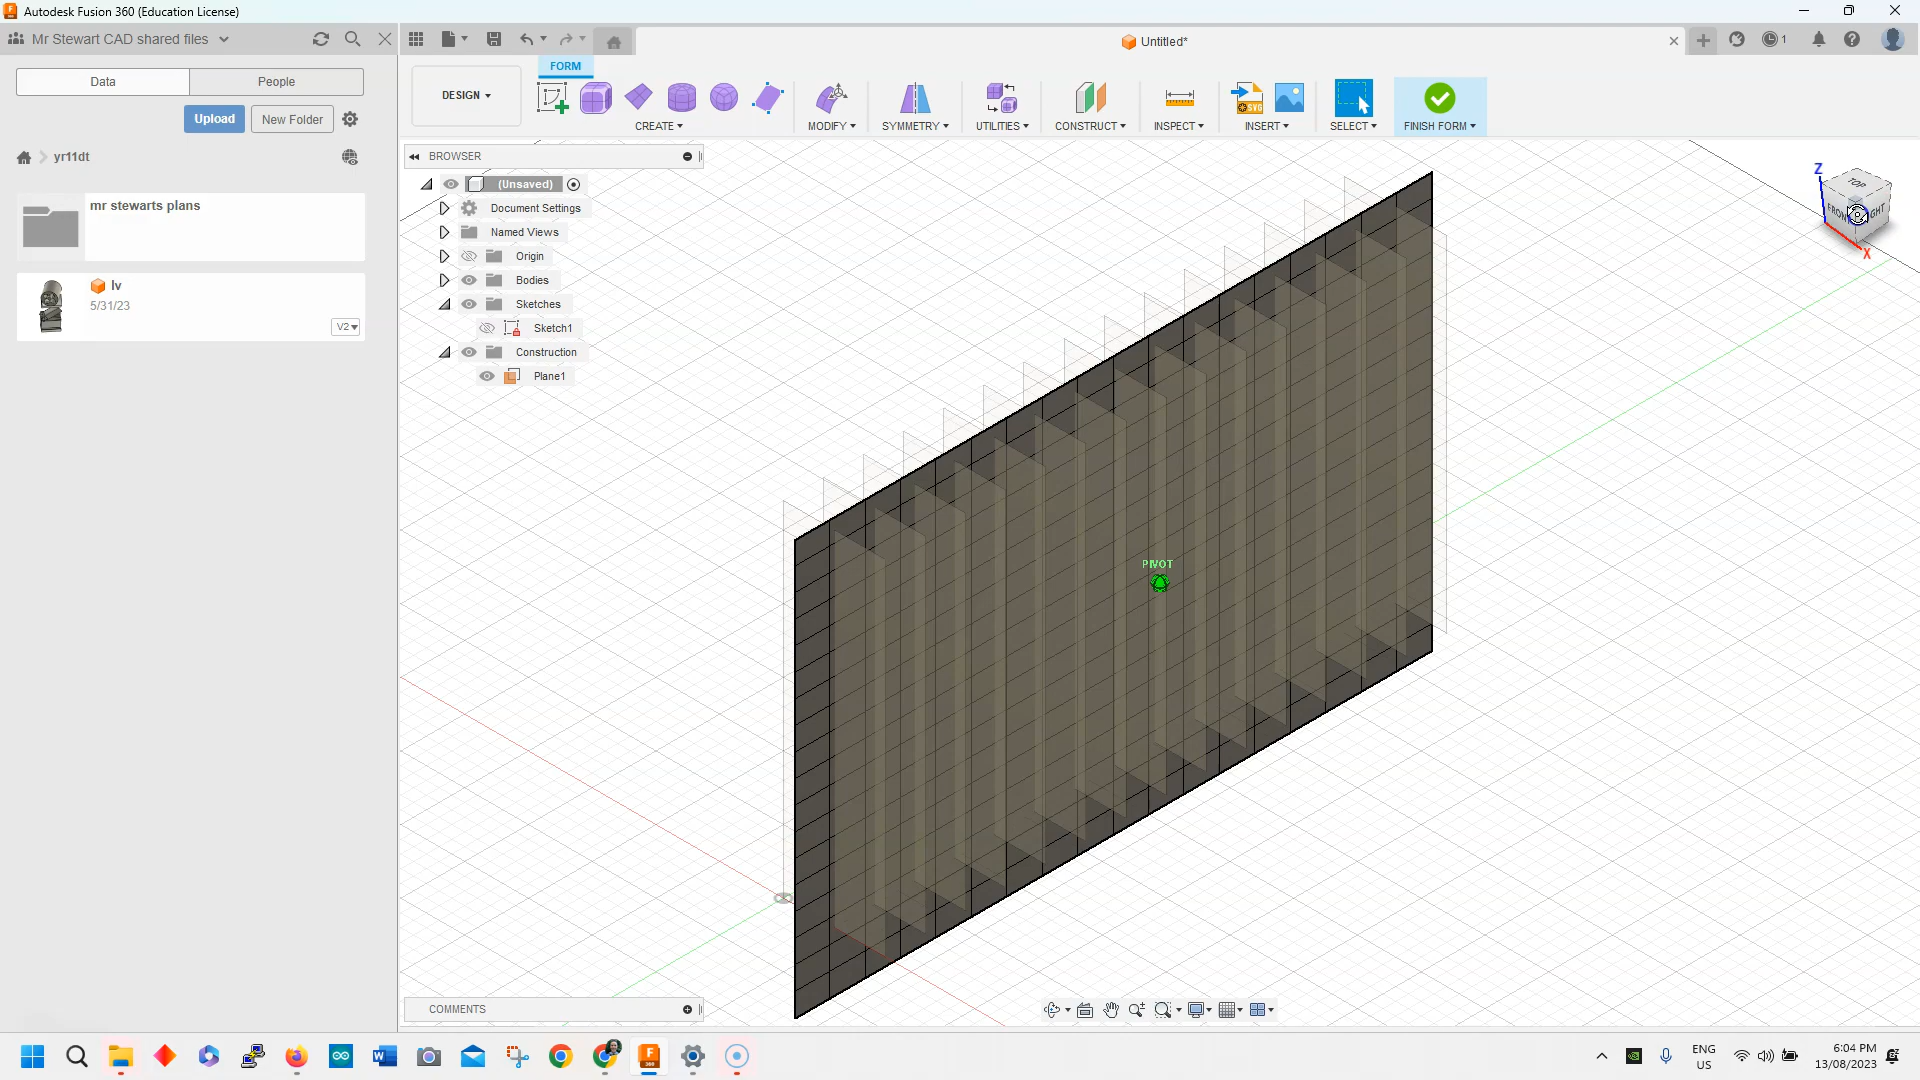 Autodesk Fusion 360 (Education License)
Mr Stewart CAD shared files
Untitled*
1
Data
People
Upload
New Folder
yr11dt
mr stewarts plans
lv
5/31/23
V2
FORM
DESIGN
CREATE
MODIFY
SYMMETRY
UTILITIES
CONSTRUCT
INSPECT
INSERT
SELECT
FINISH FORM
BROWSER
(Unsaved)
Document Settings
Named Views
Origin
Bodies
Sketches
Sketch1
Construction
Plane1
Z
TOP
X
PIVOT
COMMENTS
ENG
US
6:04 PM
13/08/2023